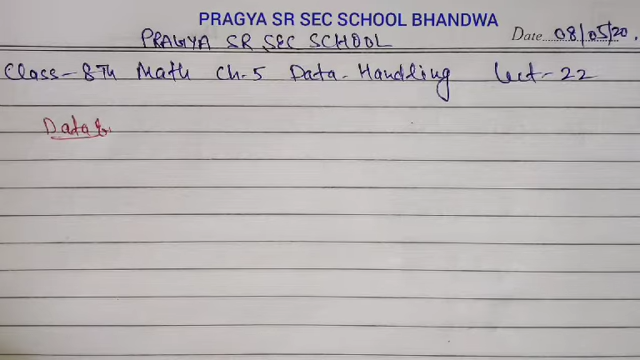 PRAGYA SR SEC SCHOOL BHANDWA
PRAGYA SR SEC SCHOOL
Date 08/05/20.
Class-8Th Math Ch-5 Data-Handling Lect-22
Data :